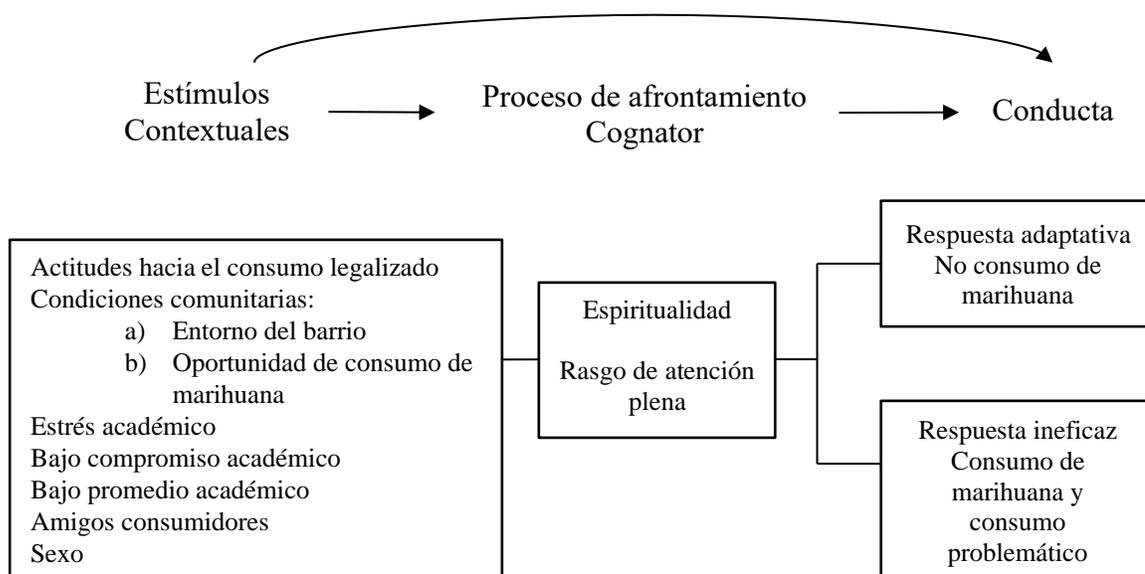 Estímulos
Contextuales
Proceso de afrontamiento
Cognator
Conducta
Actitudes hacia el consumo legalizado
Condiciones comunitarias:
a) Entorno del barrio
b) Oportunidad de consumo de
marihuana
Estrés académico
Bajo compromiso académico
Bajo promedio académico
Amigos consumidores
Sexo
Espiritualidad
Rasgo de atención
plena
Respuesta adaptativa
No consumo de
marihuana
Respuesta ineficaz
Consumo de
marihuana y
consumo
problemático